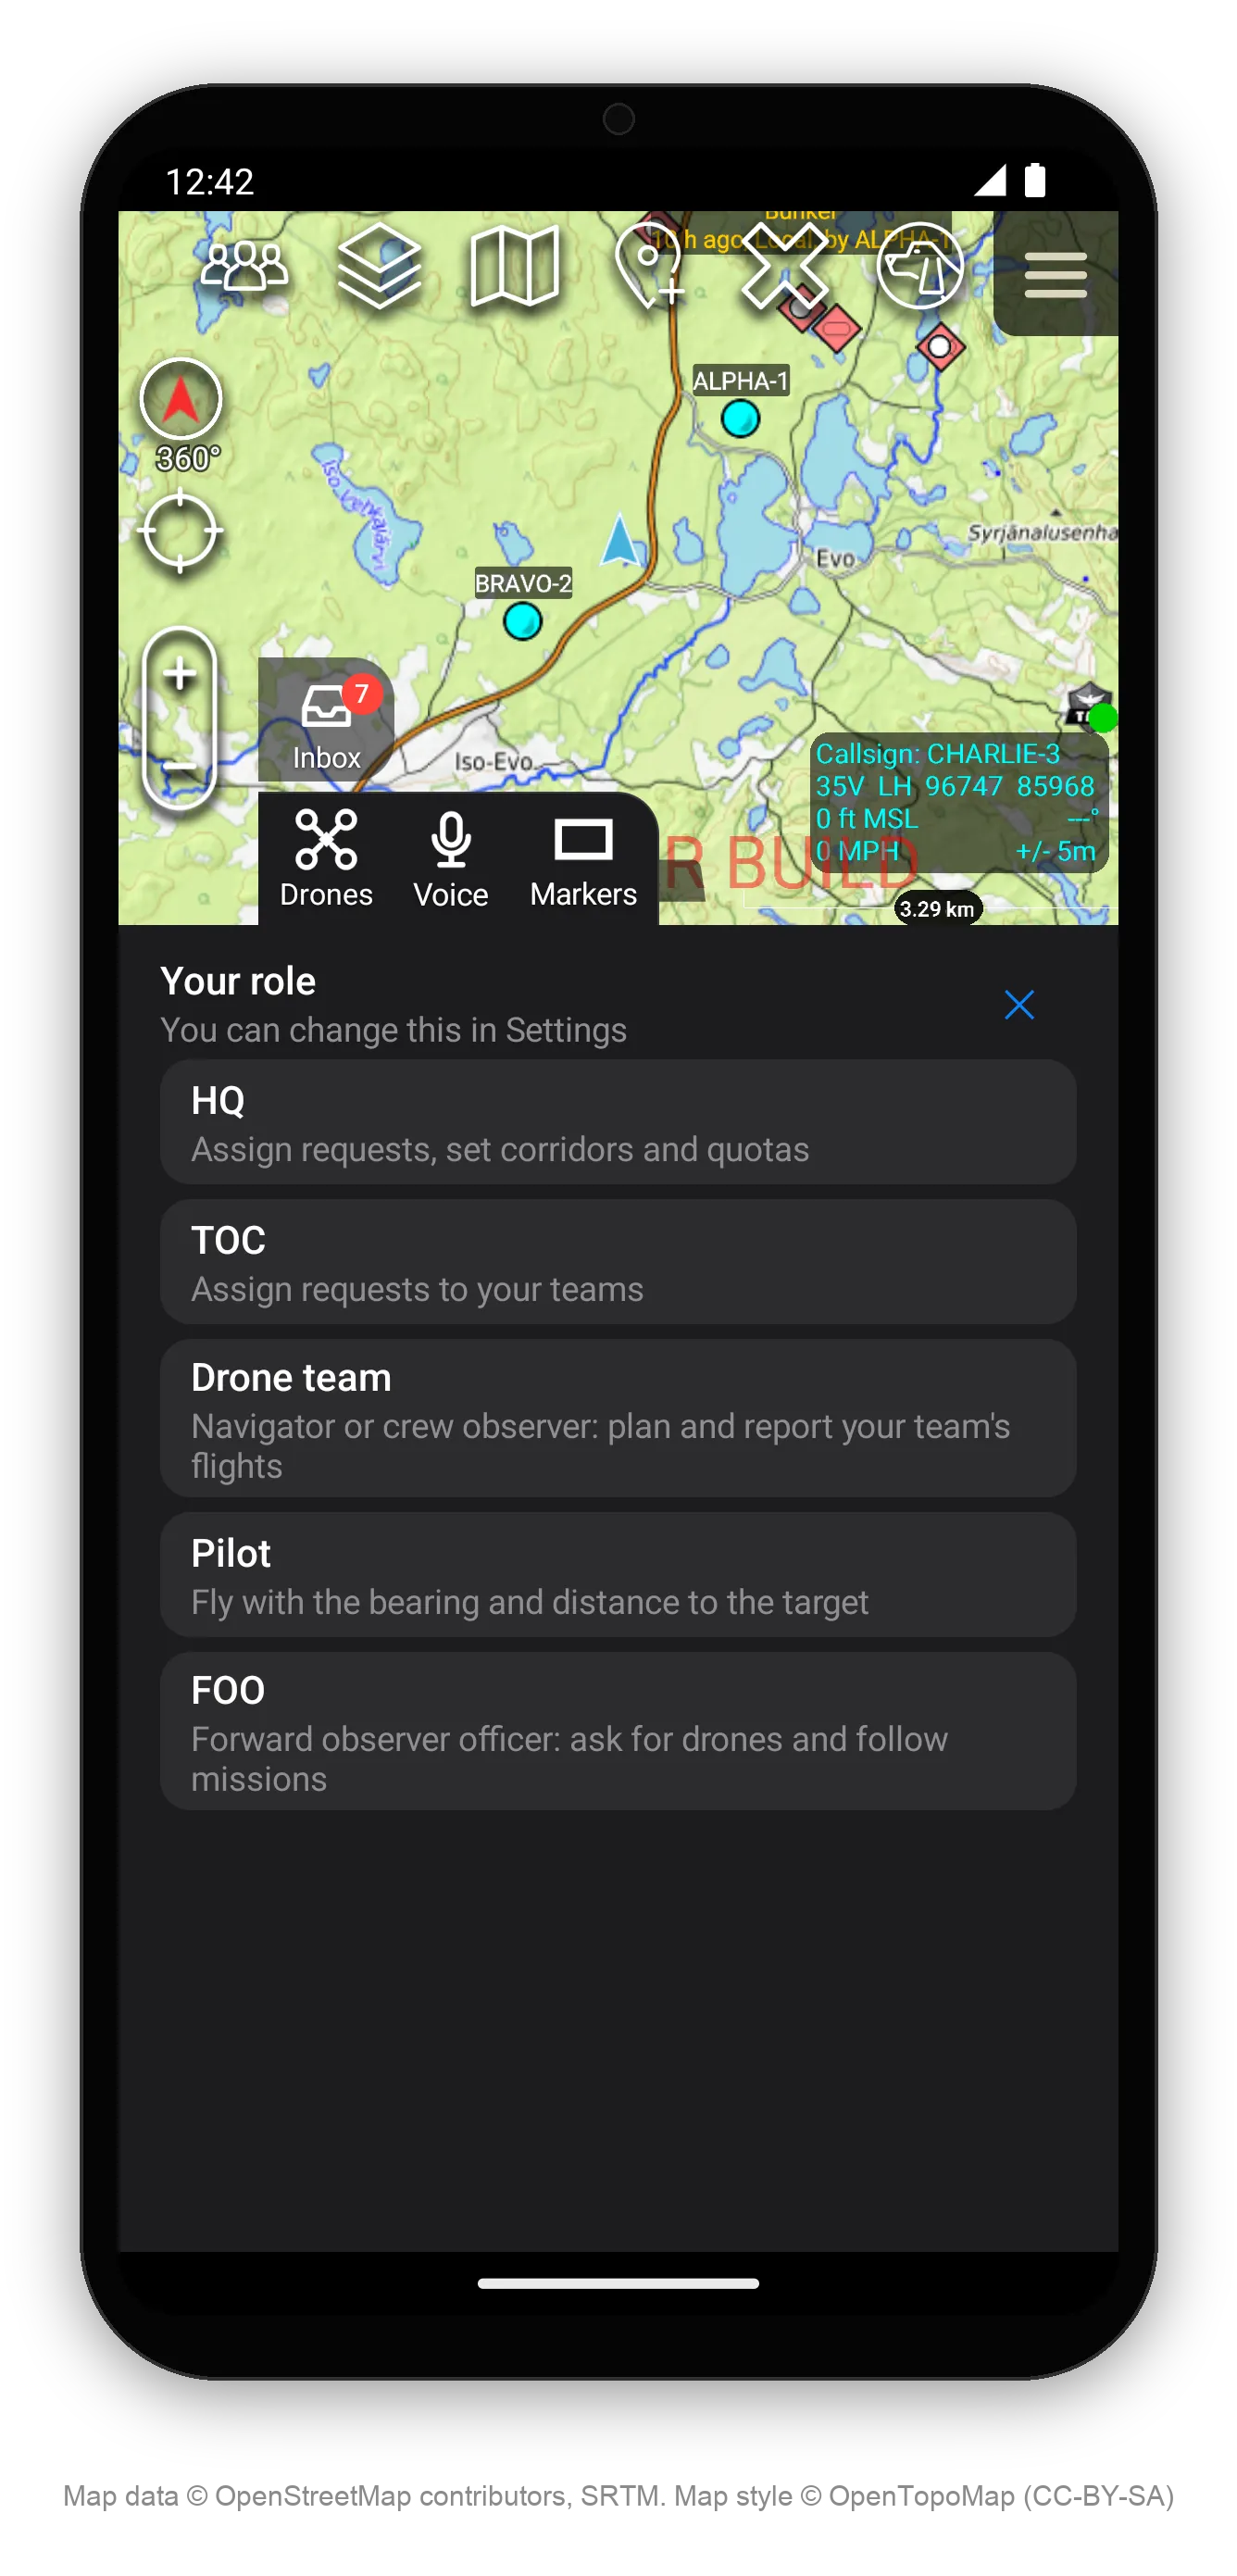 12:42
Bunker
h ago Local, by ALPHA-1
360°
ALPHA-1
Iso Vehkajärvi
Syrjänalusenha
Evo
BRAVO-2
7
Inbox
Iso-Evo
Callsign: CHARLIE-3
35V LH 96747 85968
0 ft MSL ---°
0 MPH +/- 5m
R BUILD
Drones Voice Markers
3.29 km
Your role
You can change this in Settings
HQ
Assign requests, set corridors and quotas
TOC
Assign requests to your teams
Drone team
Navigator or crew observer: plan and report your team's
flights
Pilot
Fly with the bearing and distance to the target
FOO
Forward observer officer: ask for drones and follow
missions
Map data © OpenStreetMap contributors, SRTM. Map style © OpenTopoMap (CC-BY-SA)